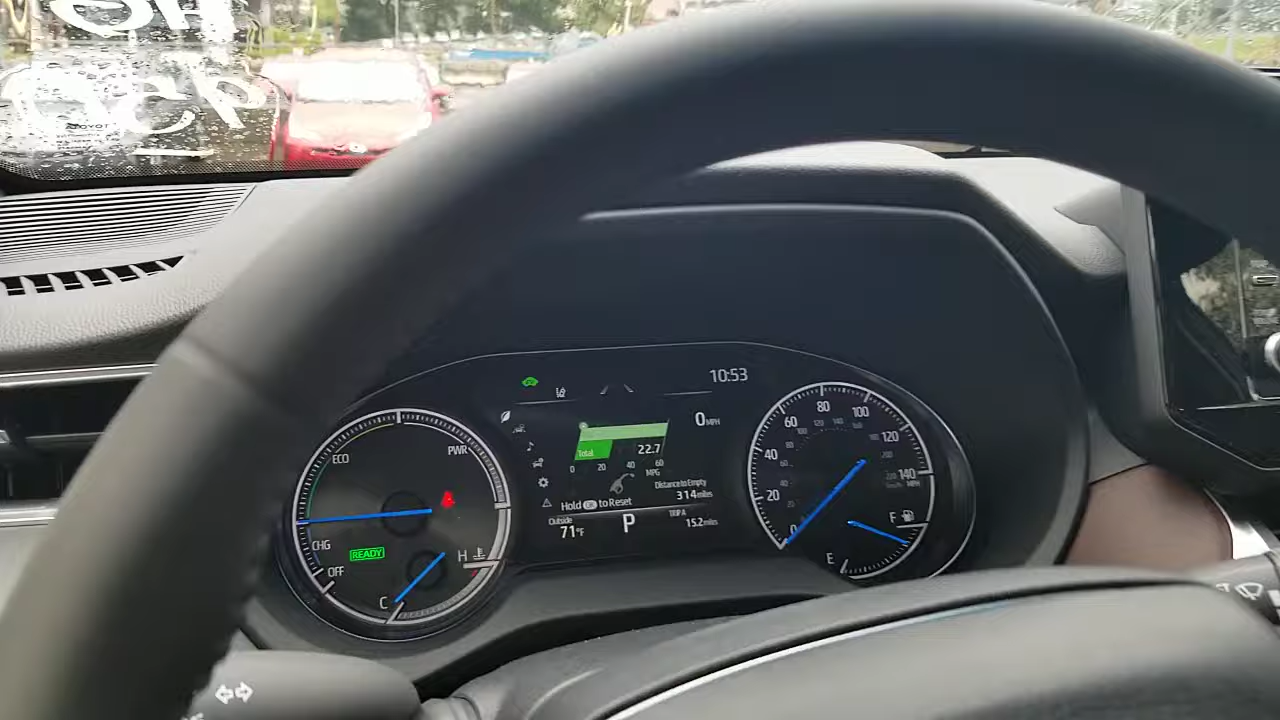 10:53
0 MPH
Total
22.7
0 20 40 60
MPG
Distance to Empty
314 miles
Hold OK to Reset
Outside
71°F
P
TRIP A
15.2 miles
ECO
PWR
CHG
OFF
READY
H
C
0 20 40 60 80 100 120 140
MPH
F
E